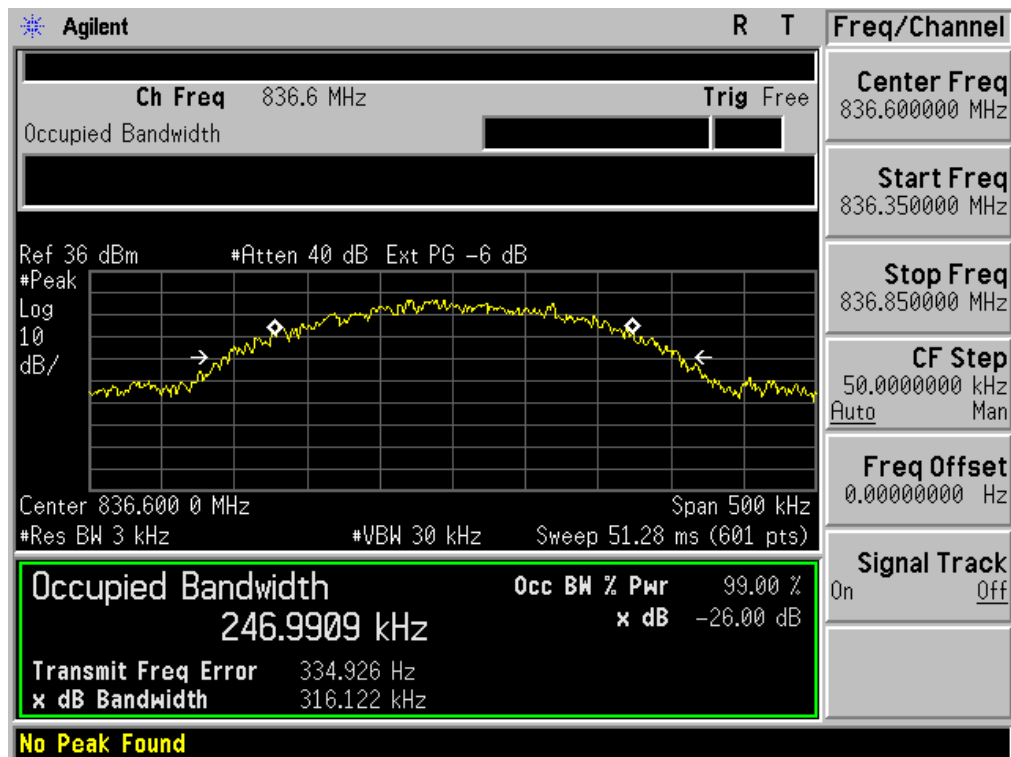 Agilent R T
Ch Freq 836.6 MHz Trig Free
Occupied Bandwidth
Ref 36 dBm #Atten 40 dB Ext PG -6 dB
#Peak
Log
10
dB/
Center 836.600 0 MHz Span 500 kHz
#Res BW 3 kHz #VBW 30 kHz Sweep 51.28 ms (601 pts)
Occupied Bandwidth
246.9909 kHz
Occ BW % Pwr 99.00 %
x dB -26.00 dB
Transmit Freq Error 334.926 Hz
x dB Bandwidth 316.122 kHz
No Peak Found
Freq/Channel
Center Freq
836.600000 MHz
Start Freq
836.350000 MHz
Stop Freq
836.850000 MHz
CF Step
50.0000000 kHz
Auto Man
Freq Offset
0.00000000 Hz
Signal Track
On Off